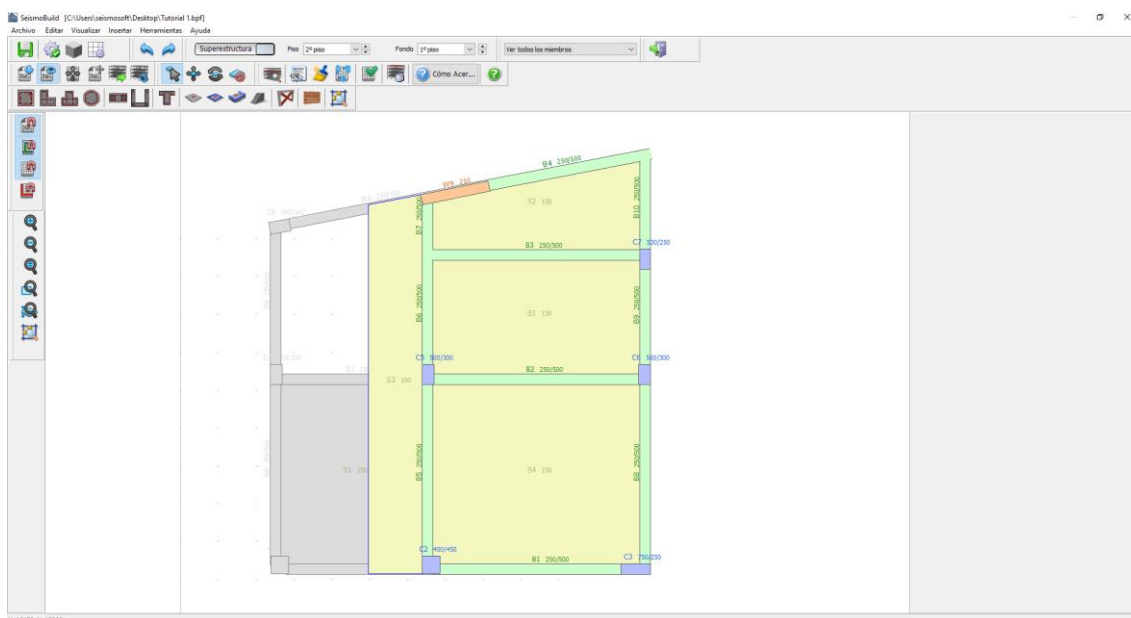 SeismoBuild [C:\Users\seismosoft\Desktop\Tutorial 1.bpf]
Archivo Editar Visualizar Insertar Herramientas Ayuda
Superestructura Piso 2º piso Fondo 1º piso Ver todos los miembros
Cómo Acer...
B4 250/500
W5 250
S2 150
B7 250/500
B10 250/500
B3 250/500
C7 500/250
B6 250/500
S1 150
B9 250/500
C5 500/300
C6 500/300
B2 250/500
S3 150
B5 250/500
S2 150
S4 150
B8 250/500
C2 450/450
B1 250/500
C3 750/250